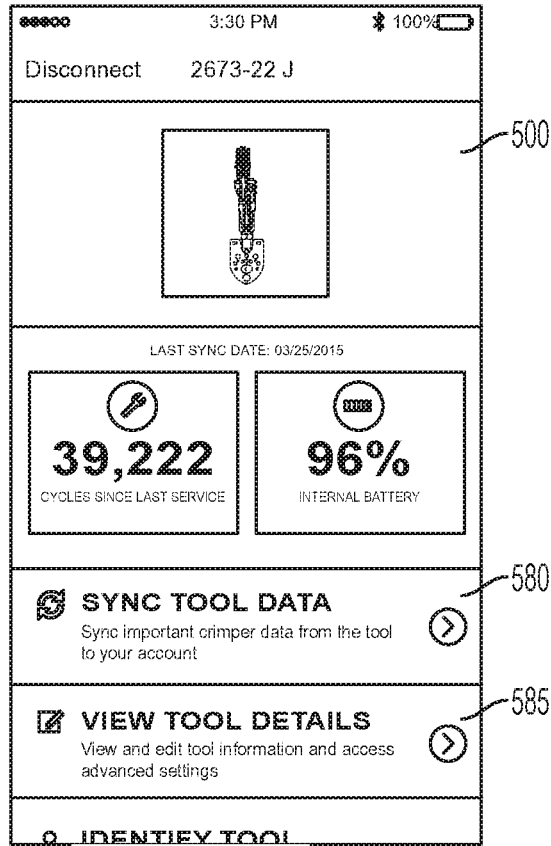 3:30 PM 100%
Disconnect 2673-22 J
500
LAST SYNC DATE: 03/25/2015
39,222 96%
CYCLES SINCE LAST SERVICE INTERNAL BATTERY
580
SYNC TOOL DATA
Sync important crimper data from the tool
to your account
585
VIEW TOOL DETAILS
View and edit tool information and access
advanced settings
IDENTIFY TOOL